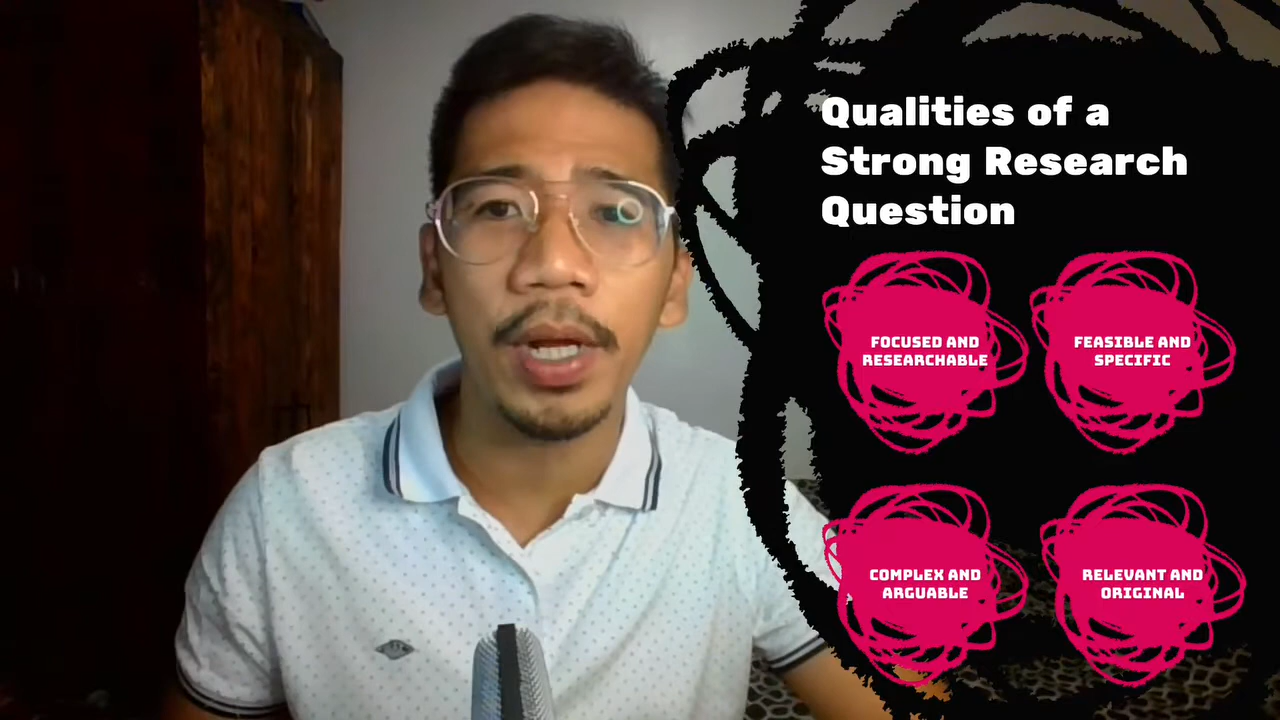 Qualities of a
Strong Research
Question
FOCUSED AND
RESEARCHABLE
FEASIBLE AND
SPECIFIC
COMPLEX AND
ARGUABLE
RELEVANT AND
ORIGINAL